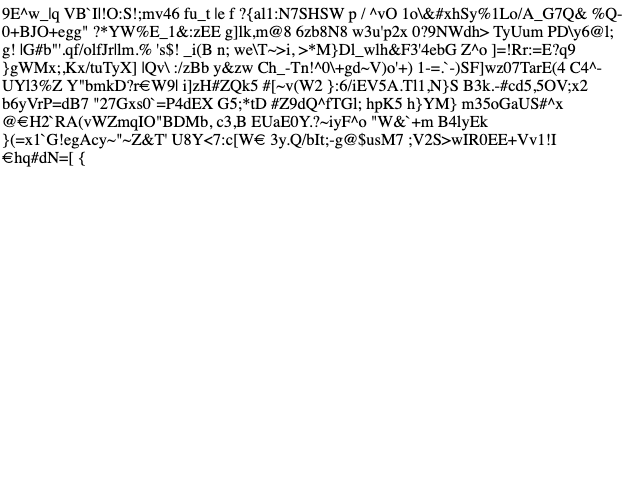 9E^w_|q VB`I|!O:S!;mv46 fu_t |e f ?{al1:N7SHSW p / ^vO 1o\&#xhSy%1Lo/A_G7Q& %Q-
0+BJO+egg" ?*YW%E_1&:zEE g]lk,m@8 6zb8N8 w3u'p2x 0?9NWdh> TyUum PD\y6@l;
g! |G#b"'.qf/olfJr|lm.% 's$! _i(B n; we\T~>i, >*M}Dl_wlh&F3'4ebG Z^o ]=!Rr:=E?q9
}gWMx;,Kx/tuTyX] |Qv\ :/zBb y&zw Ch_-Tn!^0\+gd~V)o'+) 1-=.`-)SF]wz07TarE(4 C4^-
UYl3%Z Y"bmkD?r€W9| i]zH#ZQk5 #[~v(W2 }:6/iEV5A.Tl1,N}S B3k.-#cd5,5OV;x2
b6yVrP=dB7 "27Gxs0`=P4dEX G5;*tD #Z9dQ^fTGl; hpK5 h}YM} m35oGaUS#^x
@€H2`RA(vWZmqIO"BDMb, c3,B EUaE0Y.?~iyF^o "W&`+m B4lyEk
}(=x1`G!egAcy~"~Z&T' U8Y<7:c[W€ 3y.Q/bIt;-g@$usM7 ;V2S>wIR0EE+Vv1!I
€hq#dN=[ {